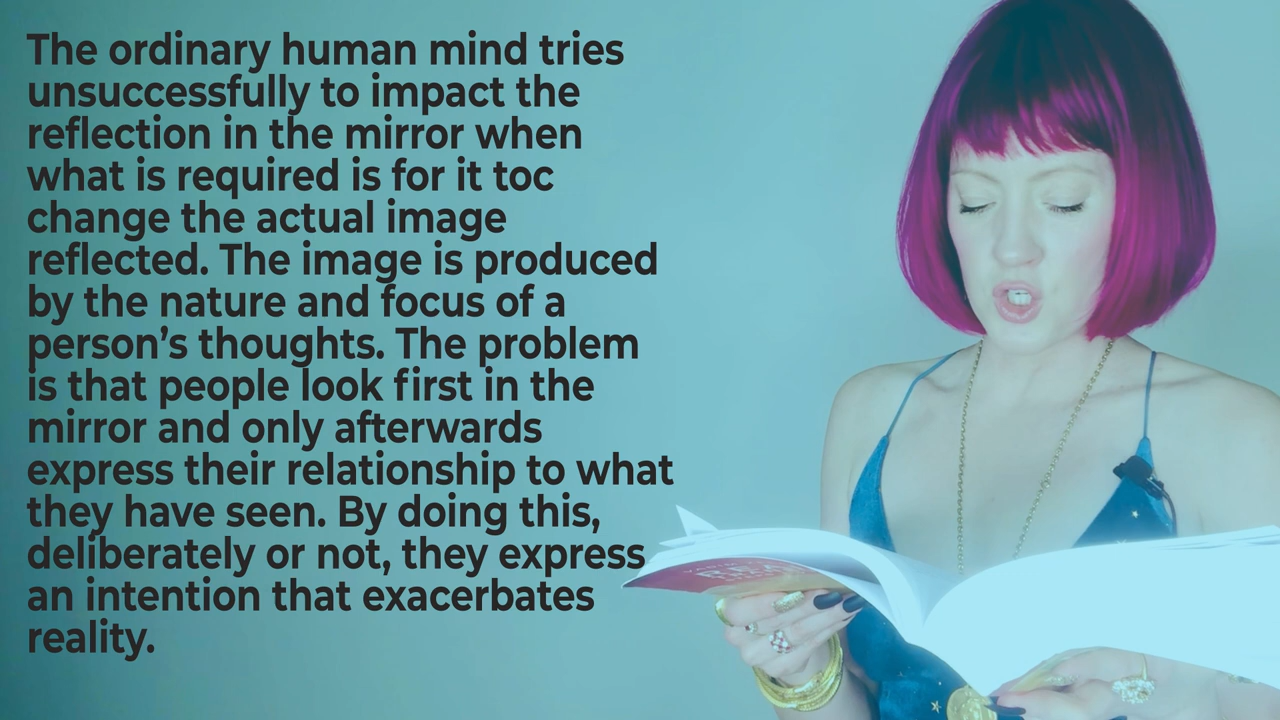 The ordinary human mind tries
unsuccessfully to impact the
reflection in the mirror when
what is required is for it toc
change the actual image
reflected. The image is produced
by the nature and focus of a
person’s thoughts. The problem
is that people look first in the
mirror and only afterwards
express their relationship to what
they have seen. By doing this,
deliberately or not, they express
an intention that exacerbates
reality.